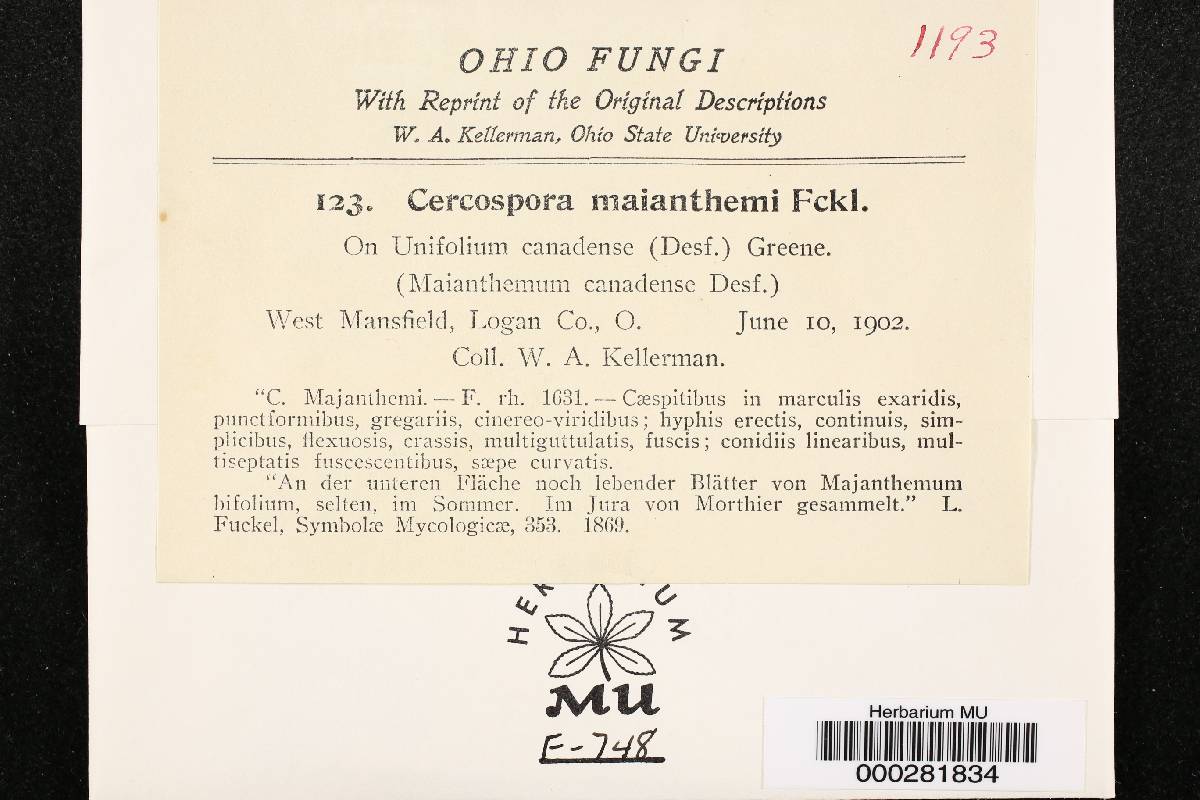 1193
OHIO FUNGI
With Reprint of the Original Descriptions
W. A. Kellerman, Ohio State University
123. Cercospora maianthemi Fckl.
On Unifolium canadense (Desf.) Greene.
(Maianthemum canadense Desf.)
West Mansfield, Logan Co., O. June 10, 1902.
Coll. W. A. Kellerman.
"C. Majanthemi. — F. rh. 1631. — Cæspitibus in marculis exaridis,
punctformibus, gregariis, cinereo-viridibus; hyphis erectis, continuis, sim-
plicibus, flexuosis, crassis, multiguttulatis, fuscis; conidiis linearibus, mul-
tiseptatis fuscescentibus, sæpe curvatis.
"An der unteren Fläche noch lebender Blätter von Majanthemum
bifolium, selten, im Sommer. Im Jura von Morthier gesammelt." L.
Fuckel, Symbolæ Mycologicæ, 353. 1869.
HER UM
MU
F-748
Herbarium MU
000281834